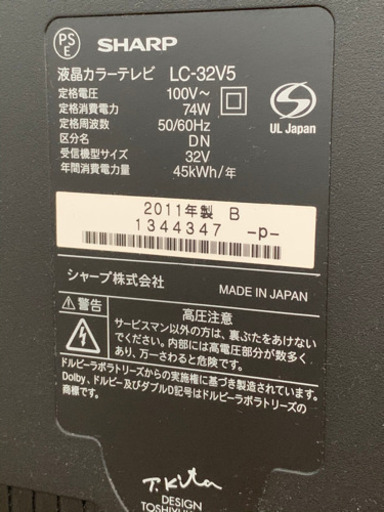 PS
E
SHARP
液晶カラーテレビ LC-32V5
定格電圧 100V～
定格消費電力 74W
定格周波数 50/60Hz
区分名 DN
受信機型サイズ 32V
年間消費電力量 45kWh/年
S
UL Japan
2011年製 B
1344347 -p-
シャープ株式会社
MADE IN JAPAN
⚠警告
高圧注意
サービスマン以外の方は、裏ぶたをあけない
でください。内部には高電圧部分が数多く
あり、万一さわると危険です。
ドルビーラボラトリーズからの実施権に基づき製造されています。
Dolby、ドルビー及びダブルD記号はドルビーラボラトリーズの
商標です。
T.Kita
DESIGN